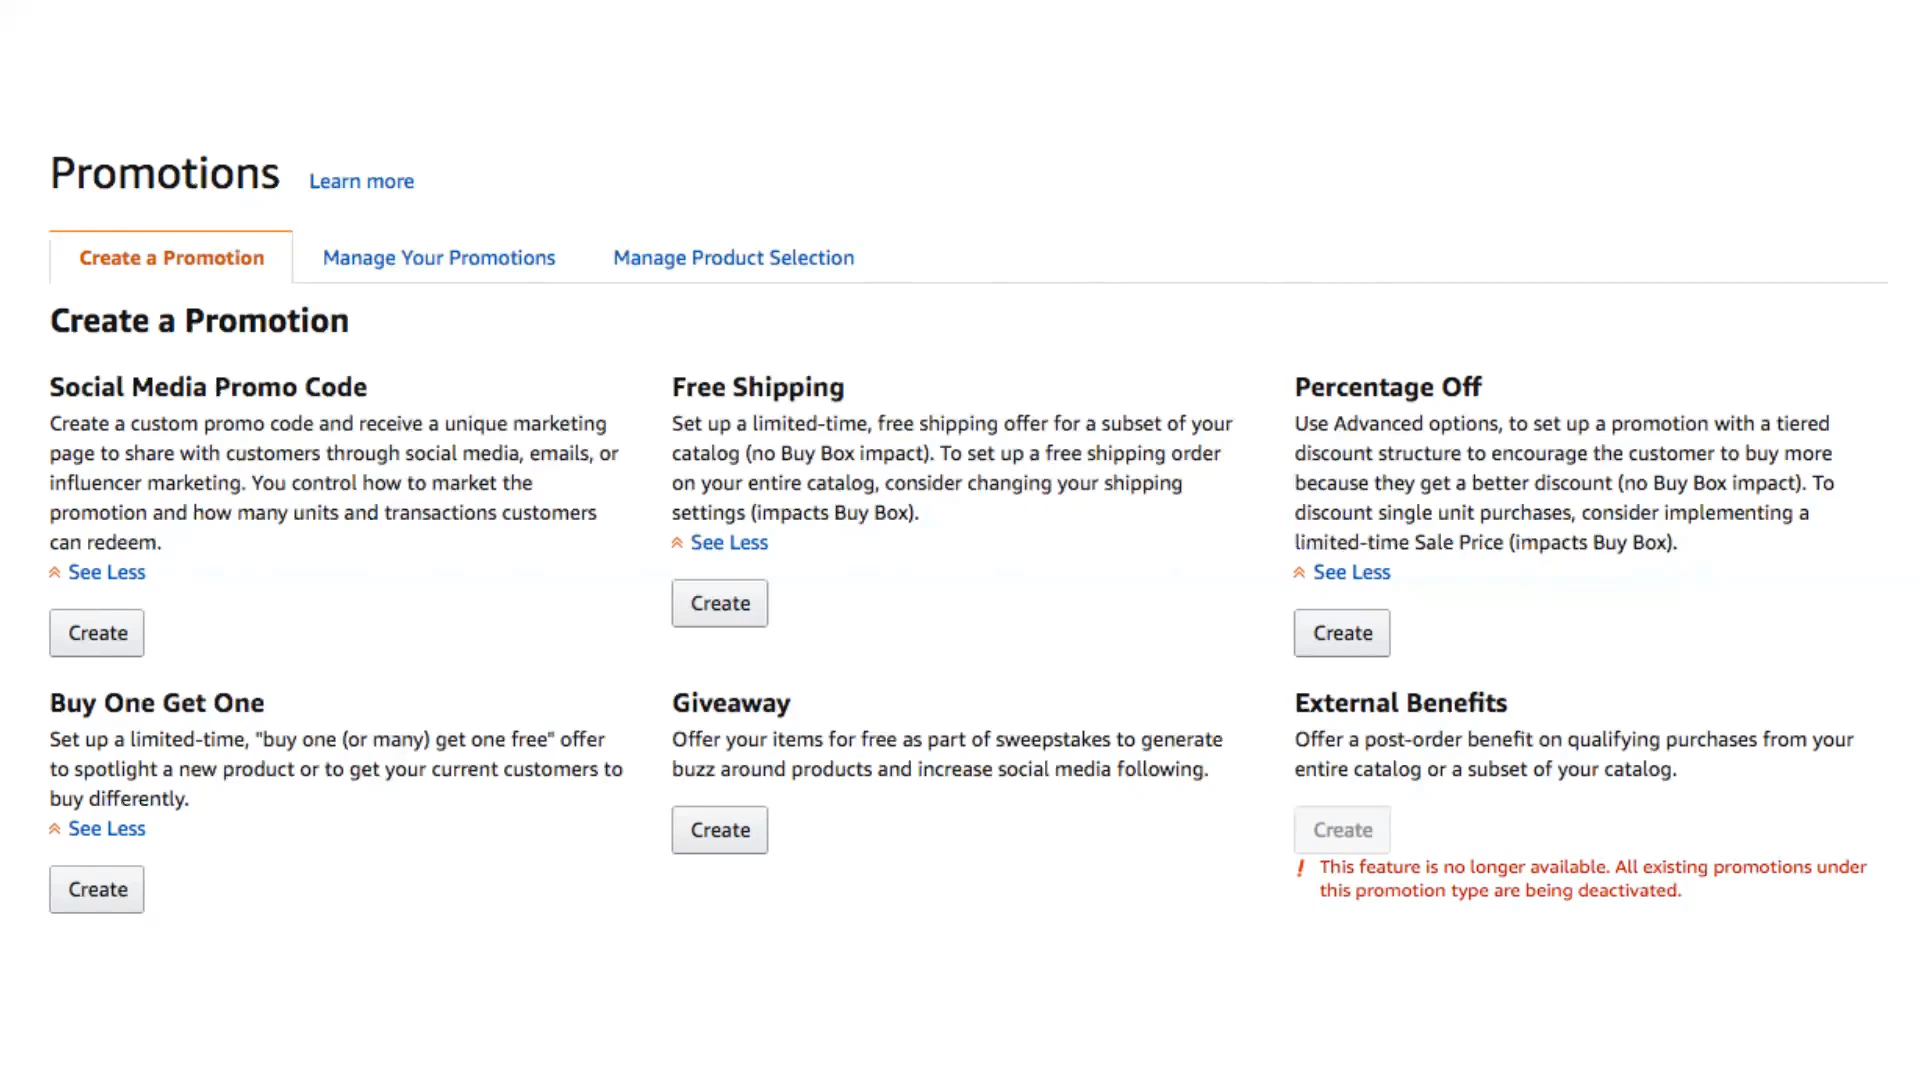 Promotions Learn more
Create a Promotion Manage Your Promotions Manage Product Selection
Create a Promotion
Social Media Promo Code
Create a custom promo code and receive a unique marketing
page to share with customers through social media, emails, or
influencer marketing. You control how to market the
promotion and how many units and transactions customers
can redeem.
See Less
Create
Free Shipping
Set up a limited-time, free shipping offer for a subset of your
catalog (no Buy Box impact). To set up a free shipping order
on your entire catalog, consider changing your shipping
settings (impacts Buy Box).
See Less
Create
Percentage Off
Use Advanced options, to set up a promotion with a tiered
discount structure to encourage the customer to buy more
because they get a better discount (no Buy Box impact). To
discount single unit purchases, consider implementing a
limited-time Sale Price (impacts Buy Box).
See Less
Create
Buy One Get One
Set up a limited-time, "buy one (or many) get one free" offer
to spotlight a new product or to get your current customers to
buy differently.
See Less
Create
Giveaway
Offer your items for free as part of sweepstakes to generate
buzz around products and increase social media following.
Create
External Benefits
Offer a post-order benefit on qualifying purchases from your
entire catalog or a subset of your catalog.
Create
! This feature is no longer available. All existing promotions under
this promotion type are being deactivated.